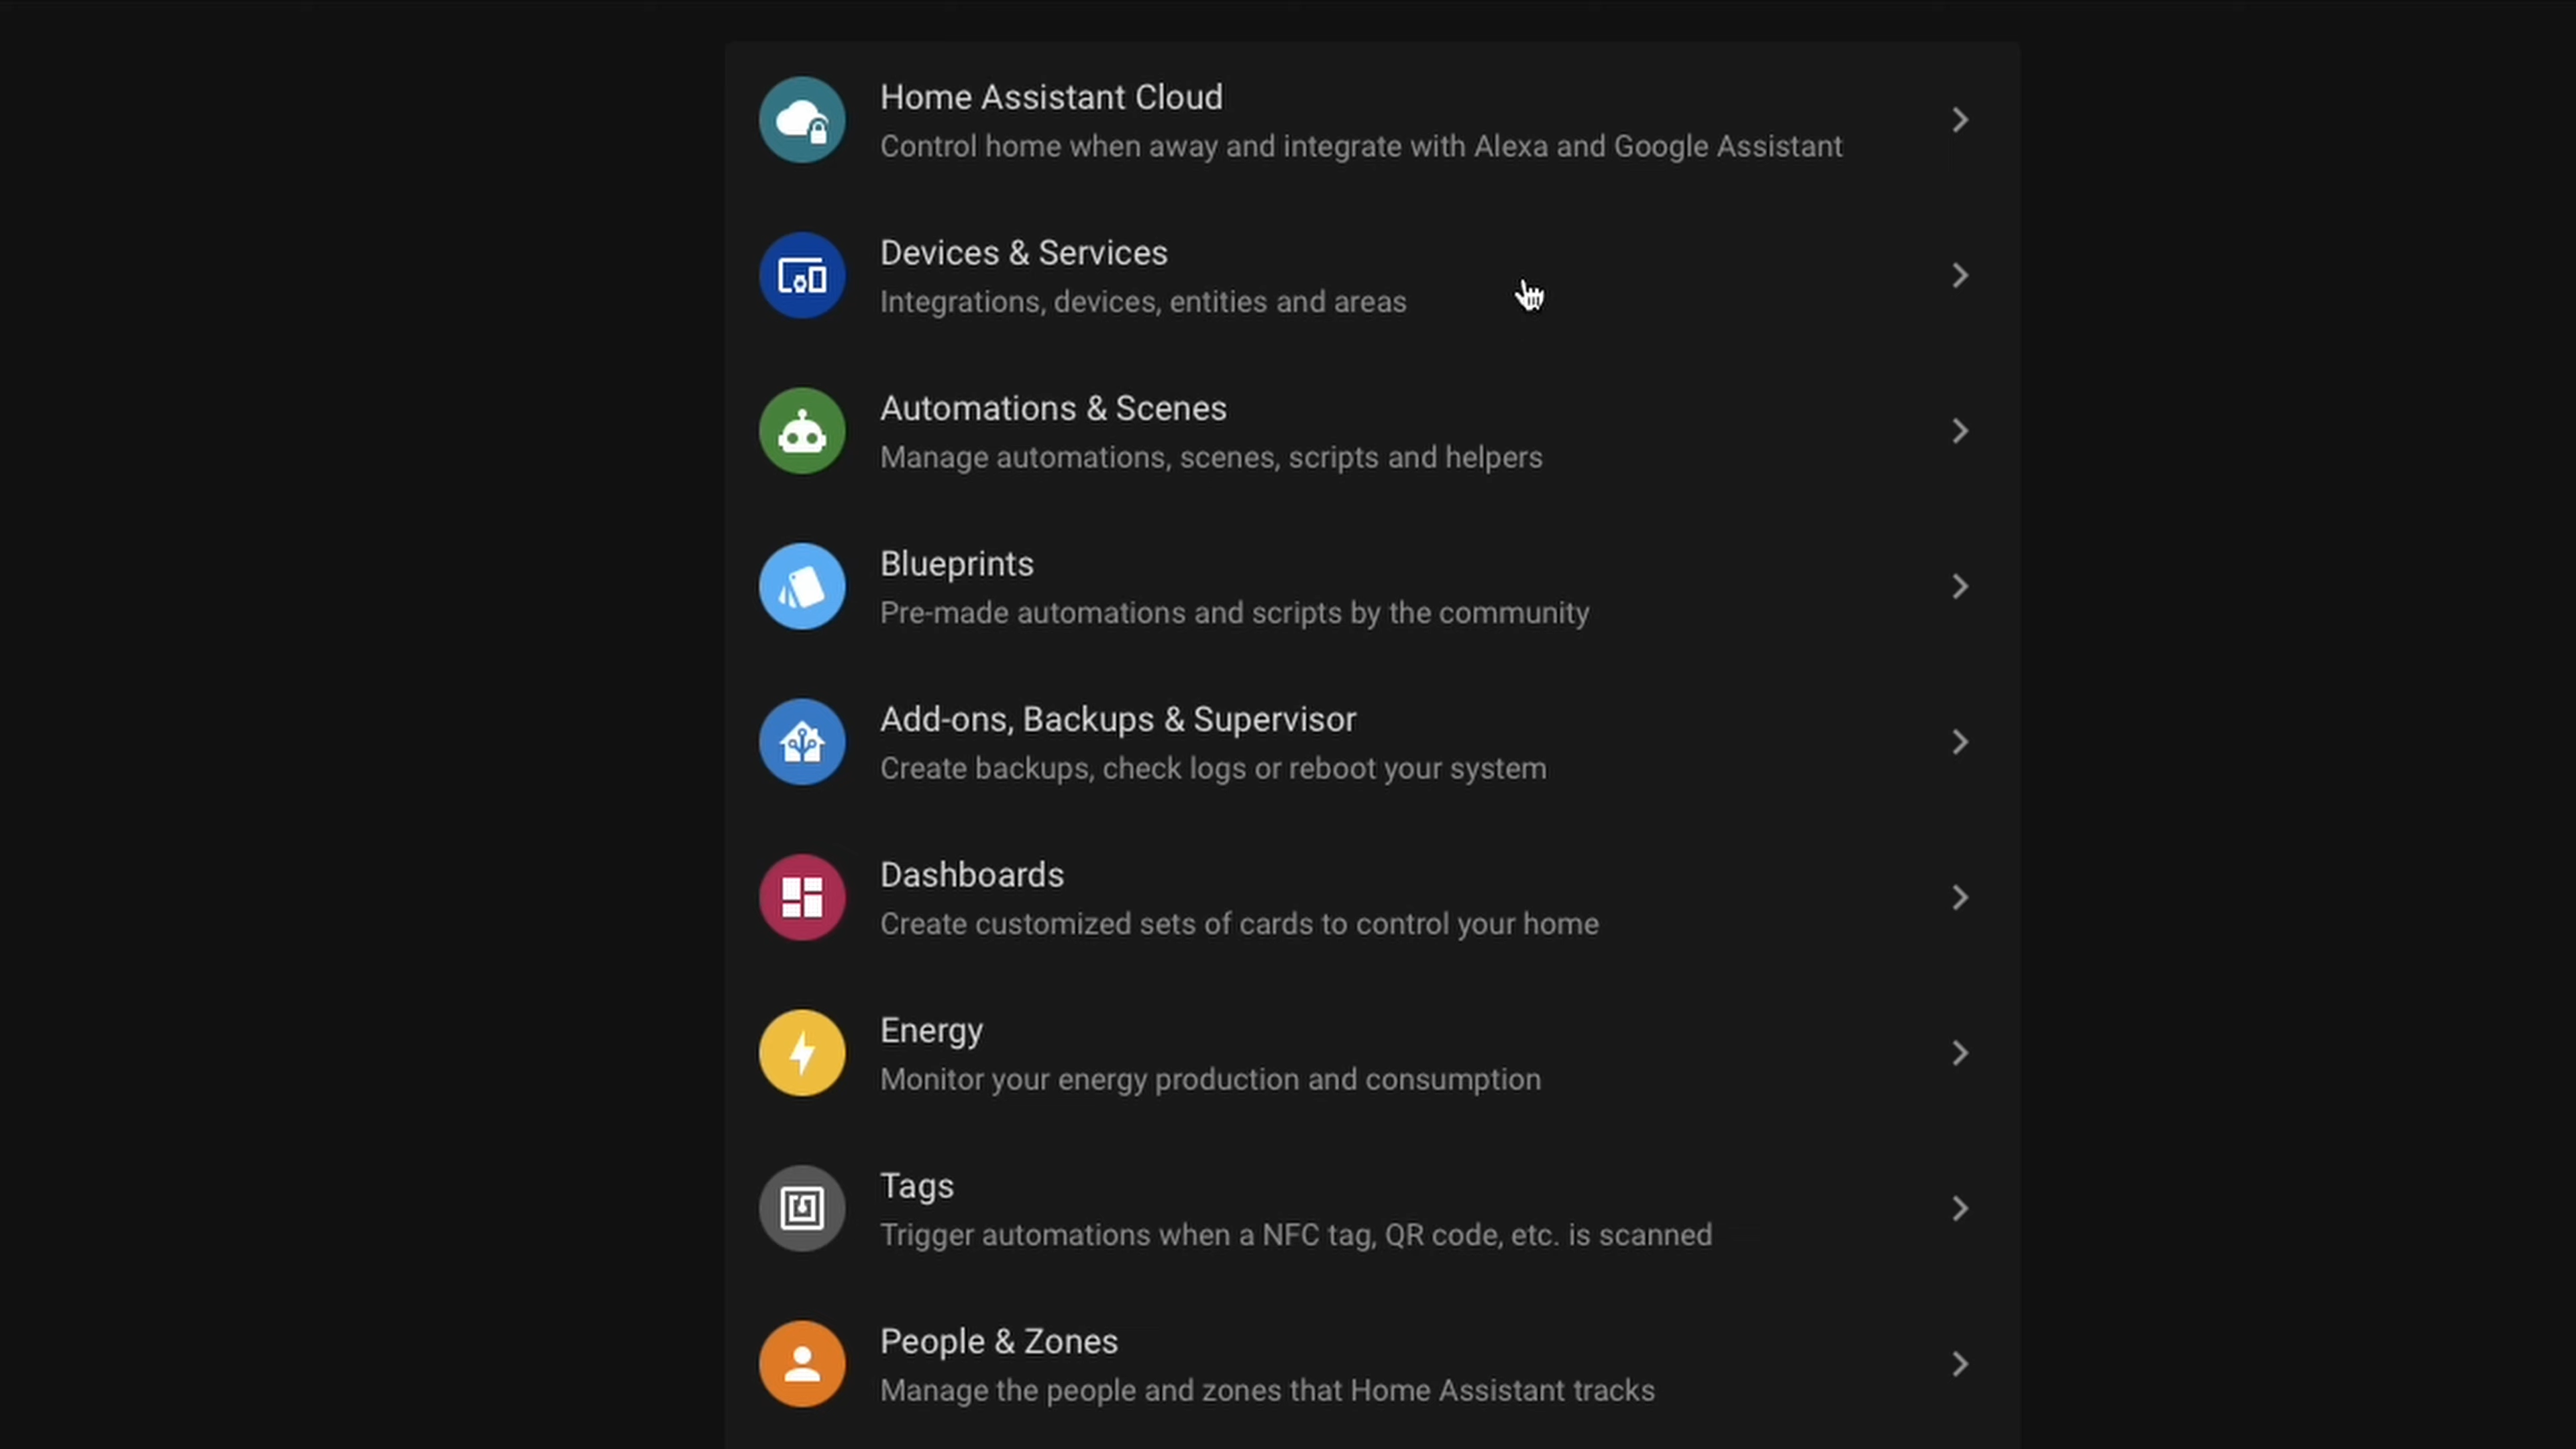 Home Assistant Cloud
Control home when away and integrate with Alexa and Google Assistant
Devices & Services
Integrations, devices, entities and areas
Automations & Scenes
Manage automations, scenes, scripts and helpers
Blueprints
Pre-made automations and scripts by the community
Add-ons, Backups & Supervisor
Create backups, check logs or reboot your system
Dashboards
Create customized sets of cards to control your home
Energy
Monitor your energy production and consumption
Tags
Trigger automations when a NFC tag, QR code, etc. is scanned
People & Zones
Manage the people and zones that Home Assistant tracks